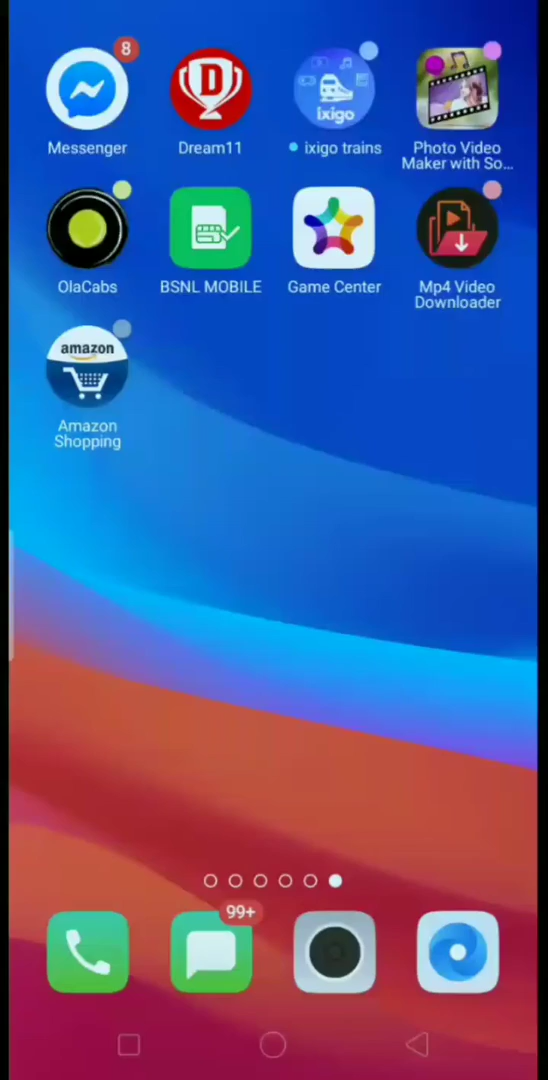 8
D
ixigo
Messenger
Dream11
ixigo trains
Photo Video
Maker with So...
OlaCabs
BSNL MOBILE
Game Center
Mp4 Video
Downloader
amazon
Amazon
Shopping
99+